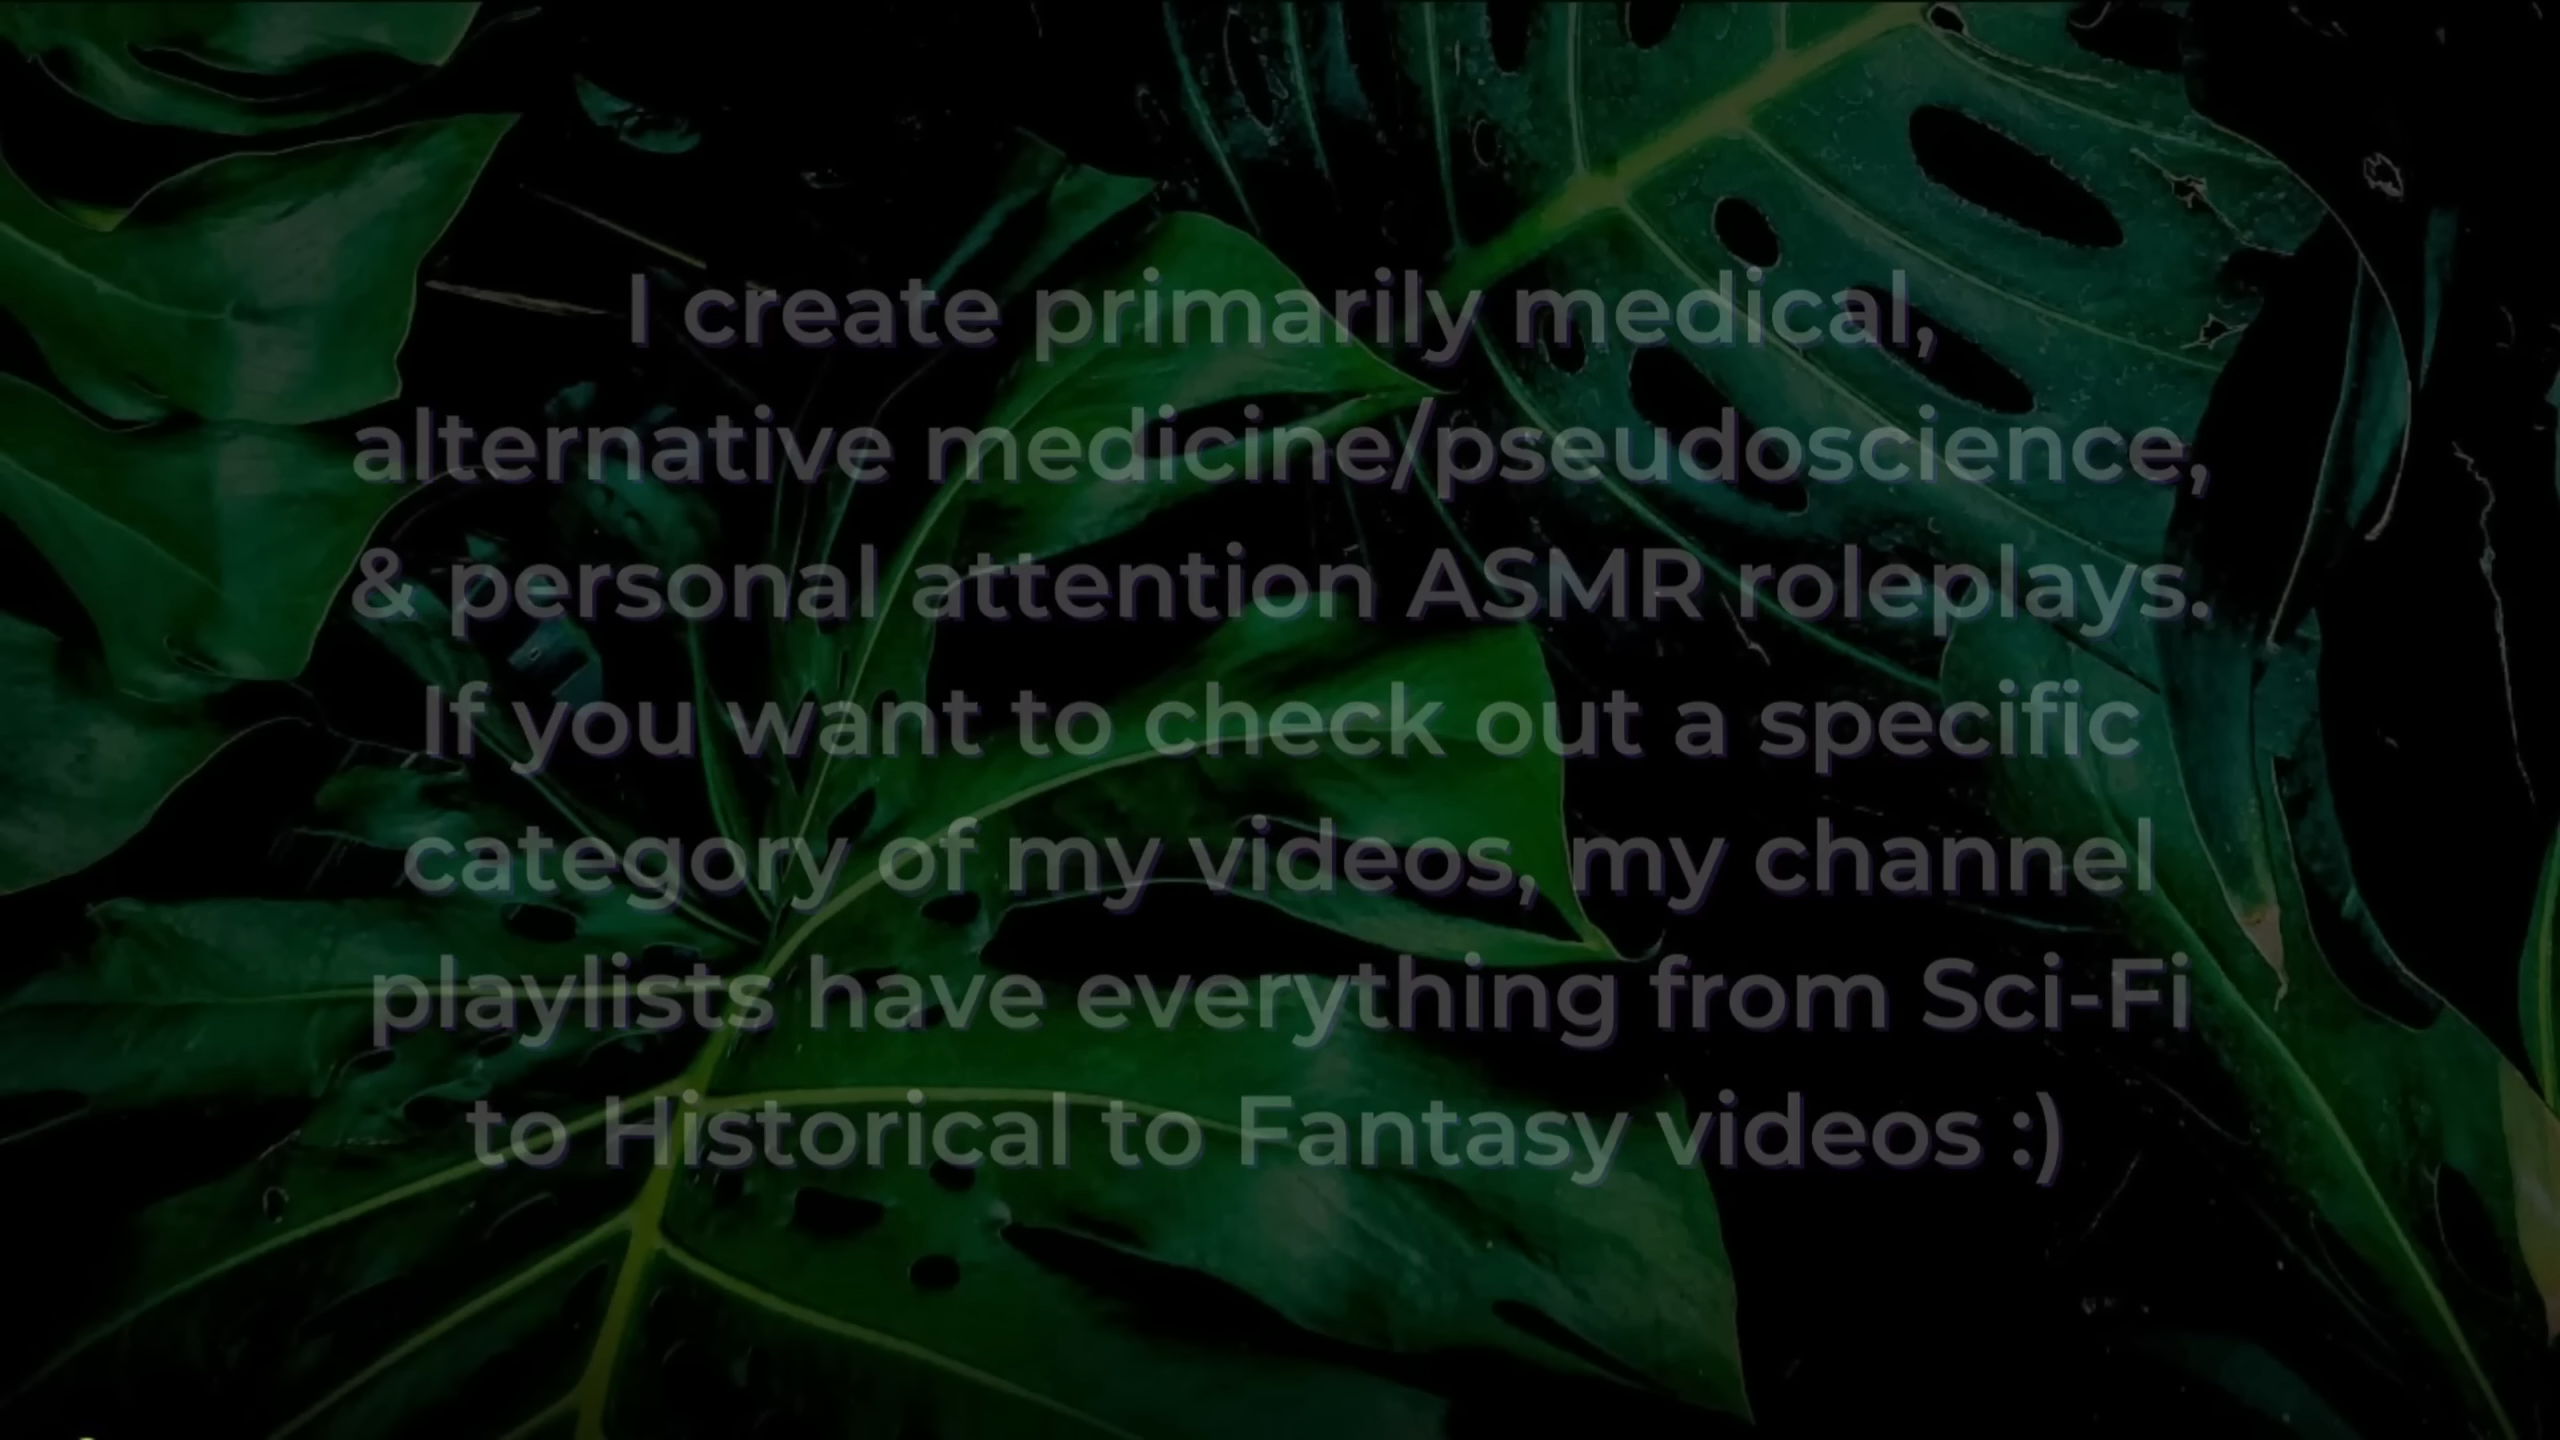 I create primarily medical,
alternative medicine/pseudoscience,
& personal attention ASMR roleplays.
If you want to check out a specific
category of my videos, my channel
playlists have everything from Sci-Fi
to Historical to Fantasy videos :)